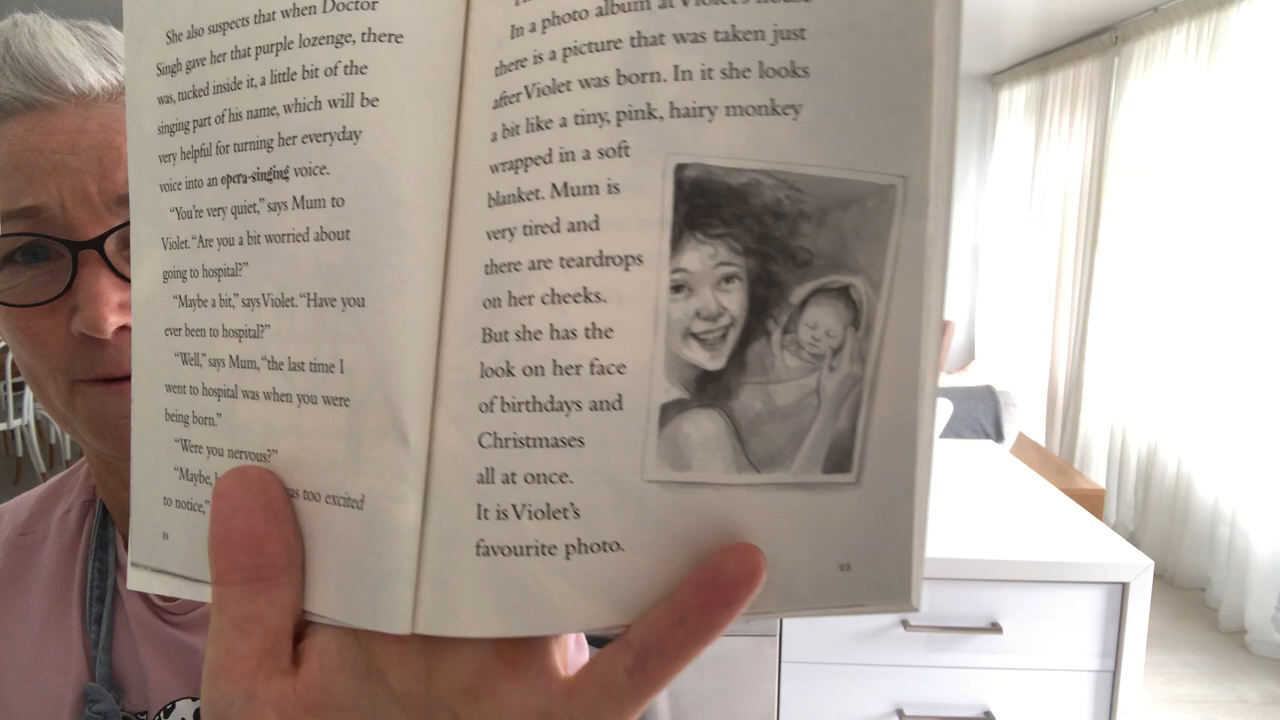 She also suspects that when Doctor
Singh gave her that purple lozenge, there
was, tucked inside it, a little bit of the
singing part of his name, which will be
very helpful for turning her everyday
voice into an opera-singing voice.
“You’re very quiet,” says Mum to
Violet. “Are you a bit worried about
going to hospital?”
“Maybe a bit,” says Violet. “Have you
ever been to hospital?”
“Well,” says Mum, “the last time I
went to hospital was when you were
being born.”
“Were you nervous?”
“Maybe, was too excited
to notice,”
In a photo album at Violet’s house
there is a picture that was taken just
after Violet was born. In it she looks
a bit like a tiny, pink, hairy monkey
wrapped in a soft
blanket. Mum is
very tired and
there are teardrops
on her cheeks.
But she has the
look on her face
of birthdays and
Christmases
all at once.
It is Violet’s
favourite photo.